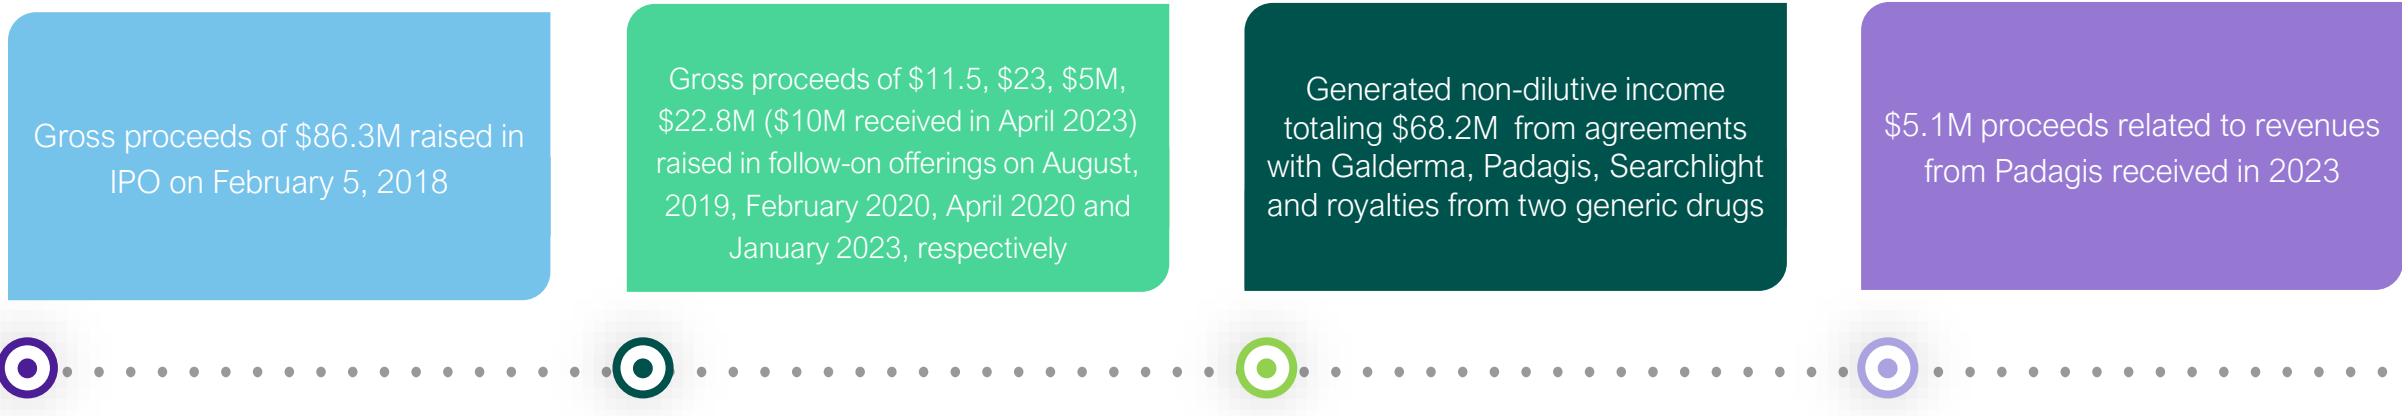 Gross proceeds of $86.3M raised in
IPO on February 5, 2018
Gross proceeds of $11.5, $23, $5M,
$22.8M ($10M received in April 2023)
raised in follow-on offerings on August,
2019, February 2020, April 2020 and
January 2023, respectively
Generated non-dilutive income
totaling $68.2M from agreements
with Galderma, Padagis, Searchlight
and royalties from two generic drugs
$5.1M proceeds related to revenues
from Padagis received in 2023